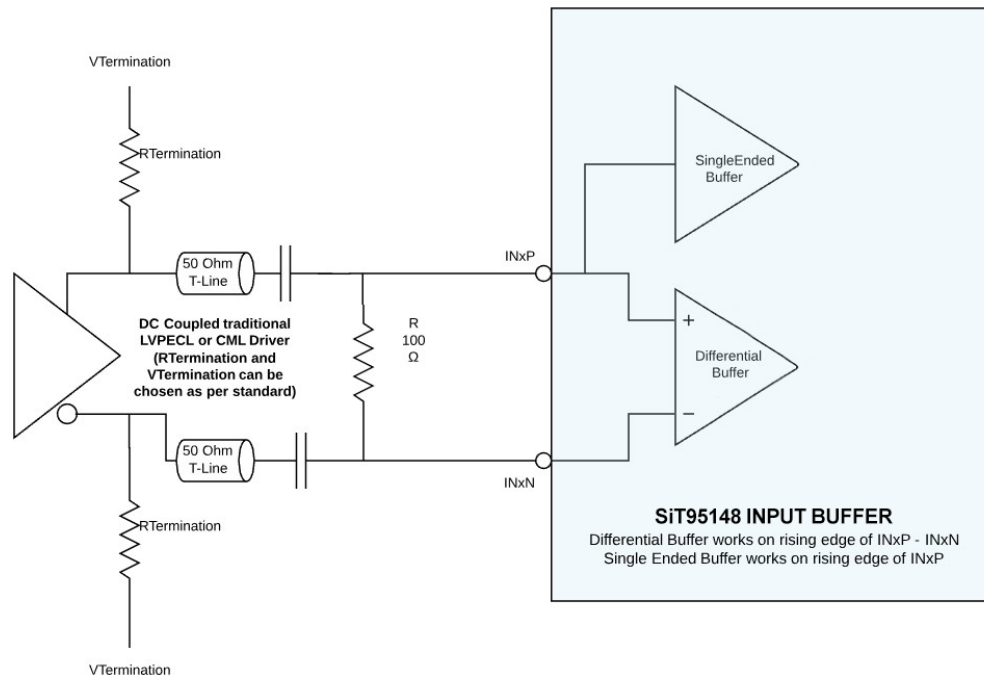 VTermination
RTermination
SingleEnded
Buffer
INxP
50 Ohm
T-Line
DC Coupled traditional
LVPECL or CML Driver
(RTermination and
VTermination can be
chosen as per standard)
R
100
Ω
+
Differential
Buffer
−
50 Ohm
T-Line
INxN
RTermination
SiT95148 INPUT BUFFER
Differential Buffer works on rising edge of INxP - INxN
Single Ended Buffer works on rising edge of INxP
VTermination